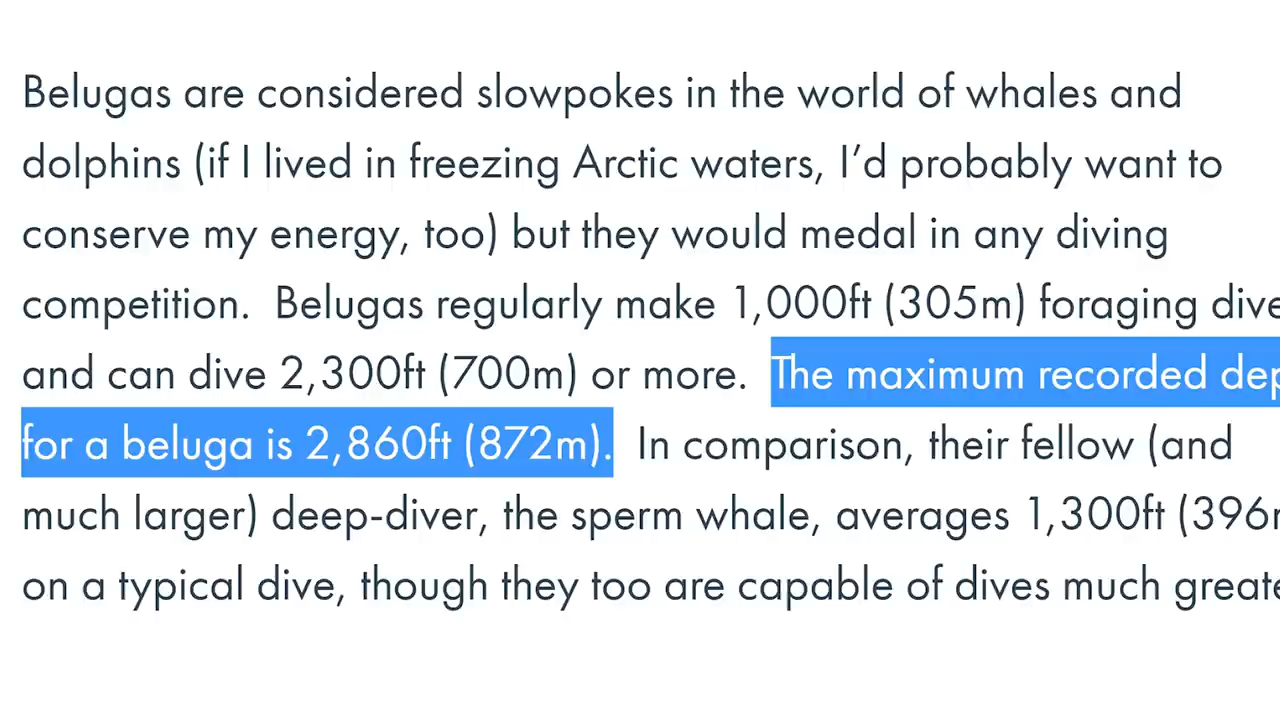 Belugas are considered slowpokes in the world of whales and
dolphins (if I lived in freezing Arctic waters, I’d probably want to
conserve my energy, too) but they would medal in any diving
competition.  Belugas regularly make 1,000ft (305m) foraging dive
and can dive 2,300ft (700m) or more.  The maximum recorded dep
for a beluga is 2,860ft (872m).  In comparison, their fellow (and
much larger) deep-diver, the sperm whale, averages 1,300ft (396m
on a typical dive, though they too are capable of dives much greate